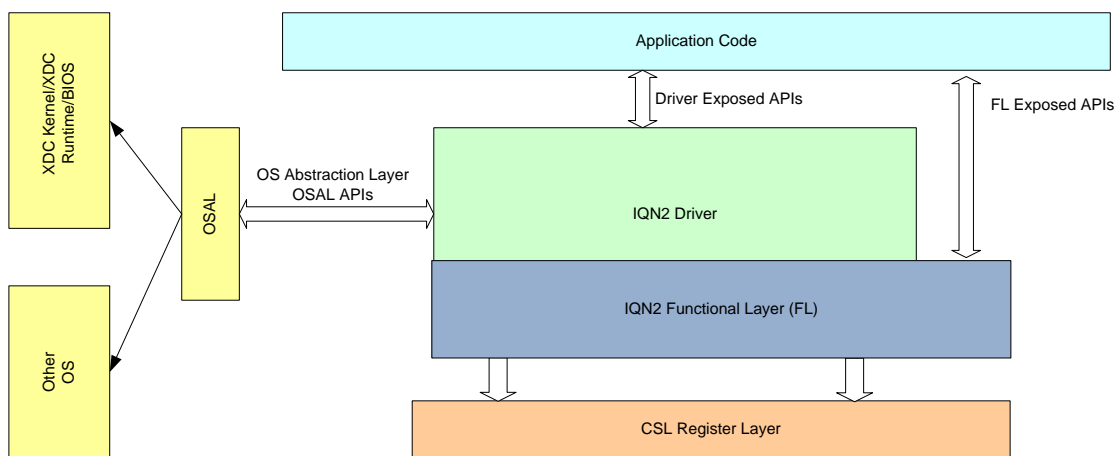 XDC Kernel/XDC
Runtime/BIOS
Application Code
Driver Exposed APIs
FL Exposed APIs
OS Abstraction Layer
OSAL APIs
OSAL
IQN2 Driver
IQN2 Functional Layer (FL)
Other
OS
CSL Register Layer